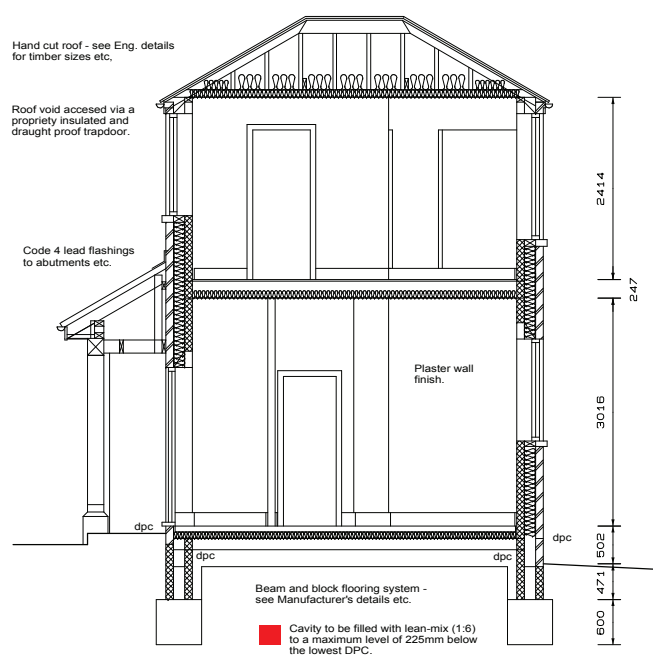 Hand cut roof - see Eng. details
for timber sizes etc,
Roof void accesed via a
propriety insulated and
draught proof trapdoor.
2414
Code 4 lead flashings
to abutments etc.
247
Plaster wall
finish.
3016
dpc
dpc
dpc
dpc
502
471
Beam and block flooring system -
see Manufacturer's details etc.
600
Cavity to be filled with lean-mix (1:6)
to a maximum level of 225mm below
the lowest DPC.